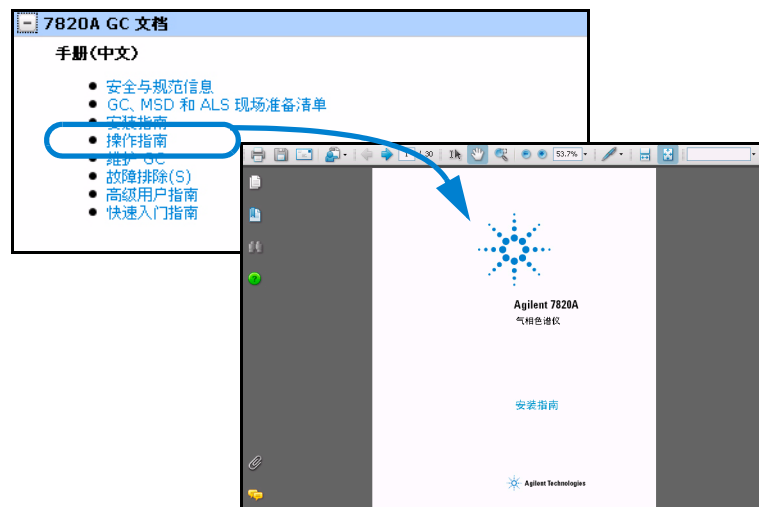 7820A GC 文档
手册(中文)
安全与规范信息
GC、MSD 和 ALS 现场准备清单
安装指南
操作指南
维护 GC
故障排除(S)
高级用户指南
快速入门指南
1 / 30 53.7%
Agilent 7820A
气相色谱仪
安装指南
Agilent Technologies